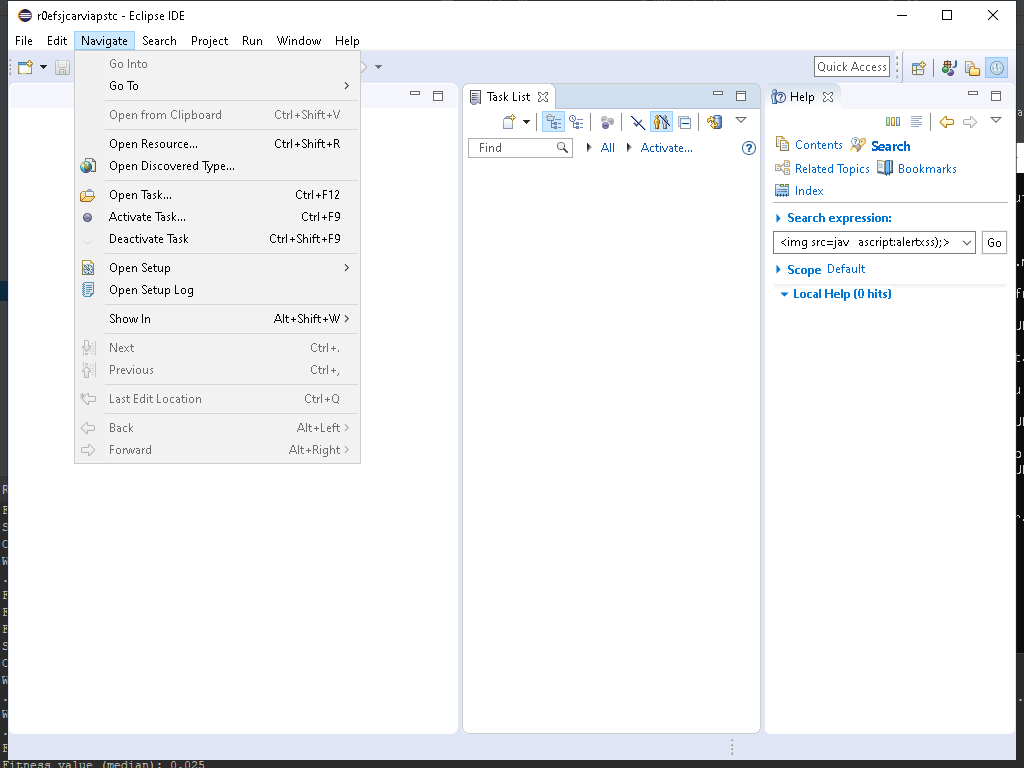 r0efsjcarviapstc - Eclipse IDE
File Edit Navigate Search Project Run Window Help
Quick Access
Go Into
Go To
Open from Clipboard Ctrl+Shift+V
Open Resource... Ctrl+Shift+R
Open Discovered Type...
Open Task... Ctrl+F12
Activate Task... Ctrl+F9
Deactivate Task Ctrl+Shift+F9
Open Setup
Open Setup Log
Show In Alt+Shift+W
Next Ctrl+.
Previous Ctrl+,
Last Edit Location Ctrl+Q
Back Alt+Left
Forward Alt+Right
Task List
Find All Activate...
Help
Contents Search
Related Topics Bookmarks
Index
Search expression:
<img src=jav ascript:alertxss);> Go
Scope Default
Local Help (0 hits)
Fitness value (median): 0.025